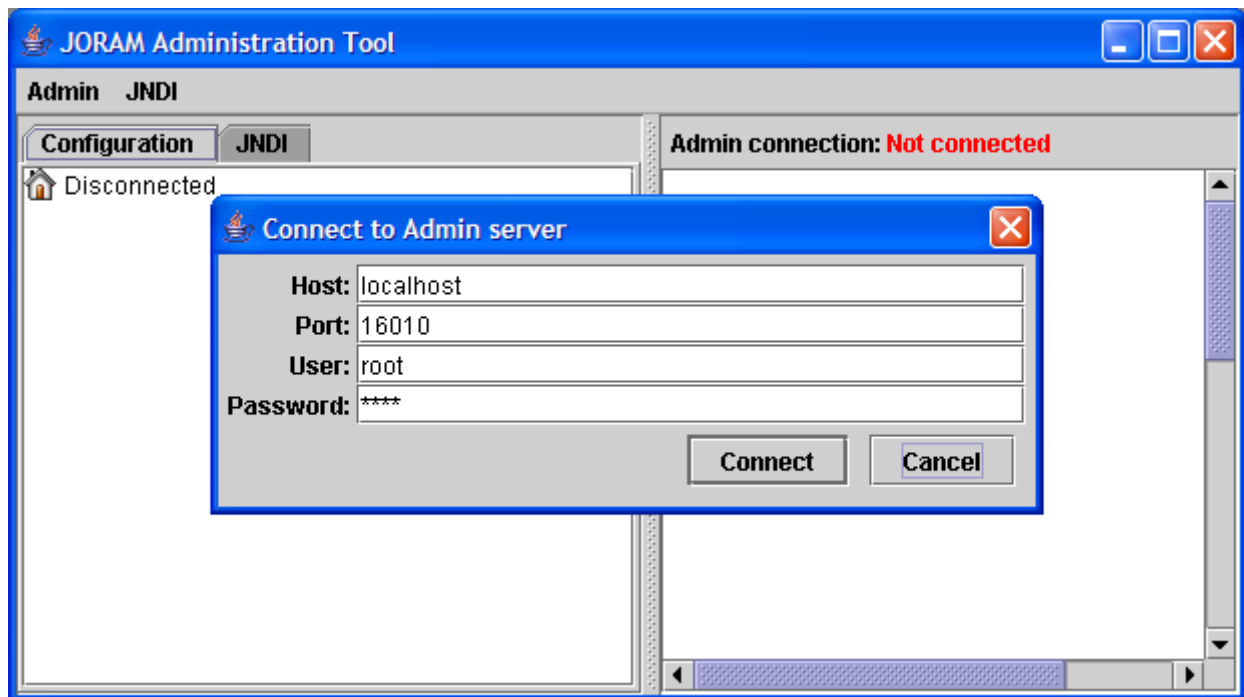 JORAM Administration Tool
Admin JNDI
Configuration JNDI
Admin connection: Not connected
Disconnected
Connect to Admin server
Host: localhost
Port: 16010
User: root
Password: ****
Connect Cancel